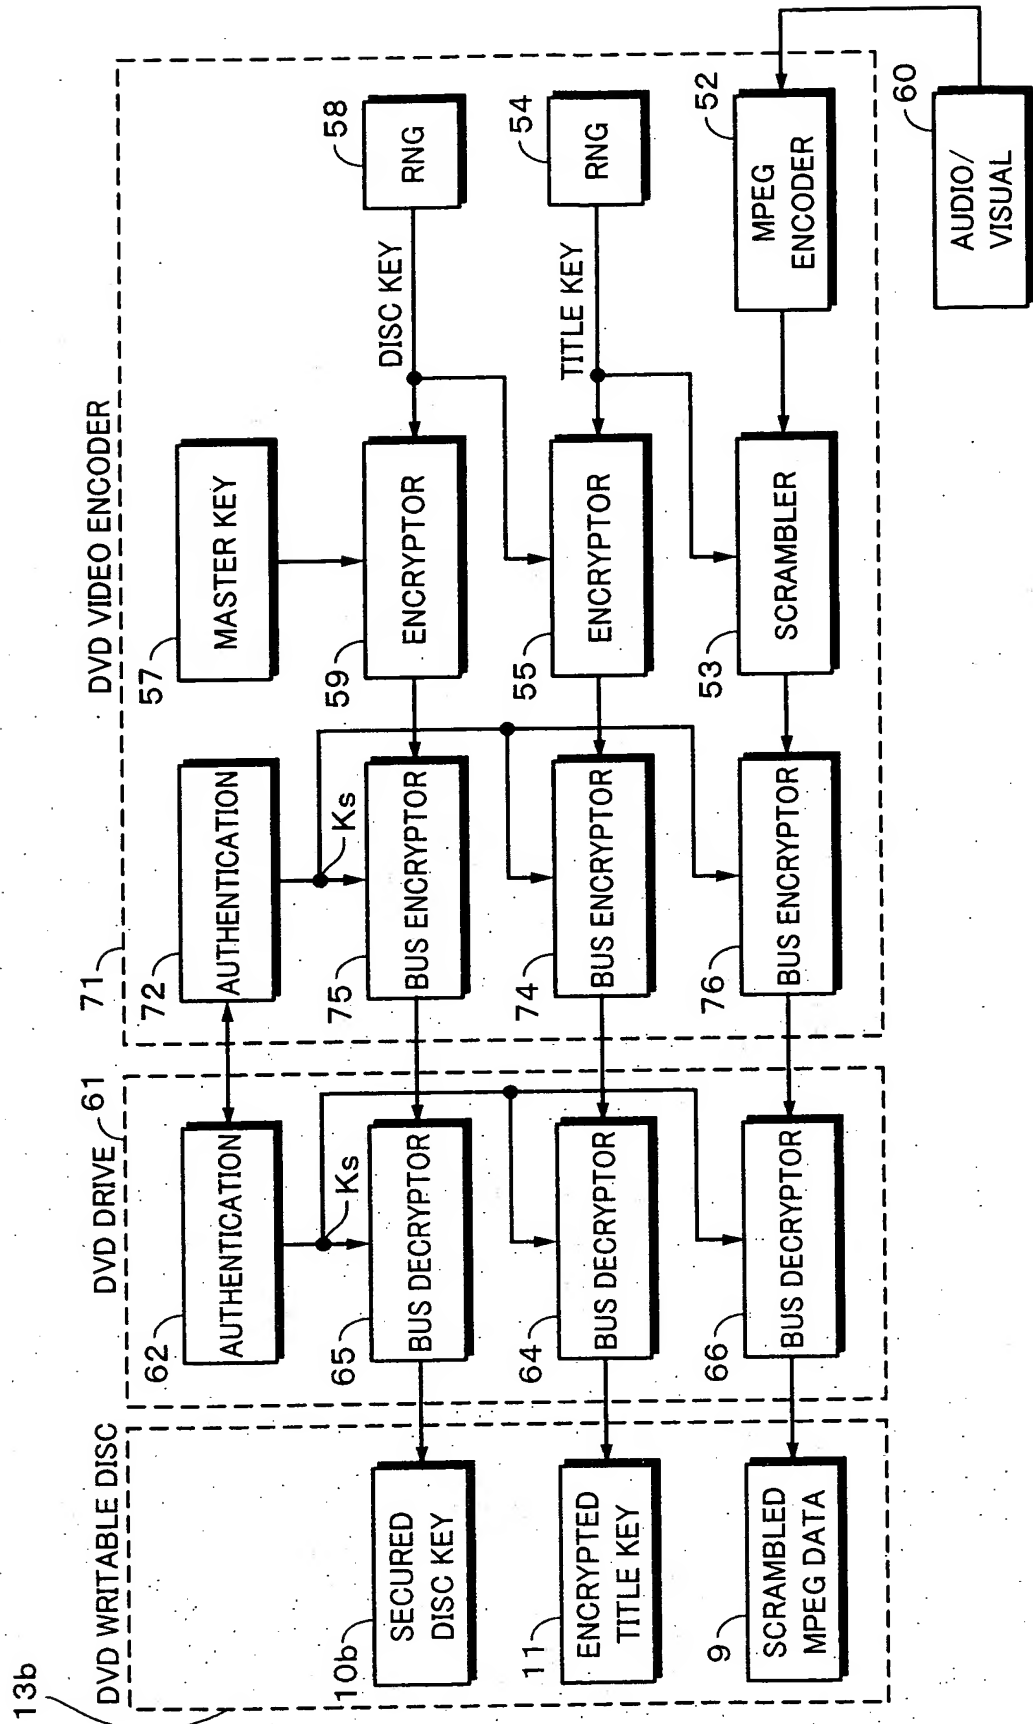 13b
DVD WRITABLE DISC
DVD DRIVE
61
71
DVD VIDEO ENCODER
62
AUTHENTICATION
72
AUTHENTICATION
57
MASTER KEY
Ks
Ks
10b
SECURED
DISC KEY
65
BUS DECRYPTOR
75
BUS ENCRYPTOR
59
ENCRYPTOR
DISC KEY
58
RNG
11
ENCRYPTED
TITLE KEY
64
BUS DECRYPTOR
74
BUS ENCRYPTOR
55
ENCRYPTOR
TITLE KEY
54
RNG
9
SCRAMBLED
MPEG DATA
66
BUS DECRYPTOR
76
BUS ENCRYPTOR
53
SCRAMBLER
52
MPEG
ENCODER
60
AUDIO/
VISUAL